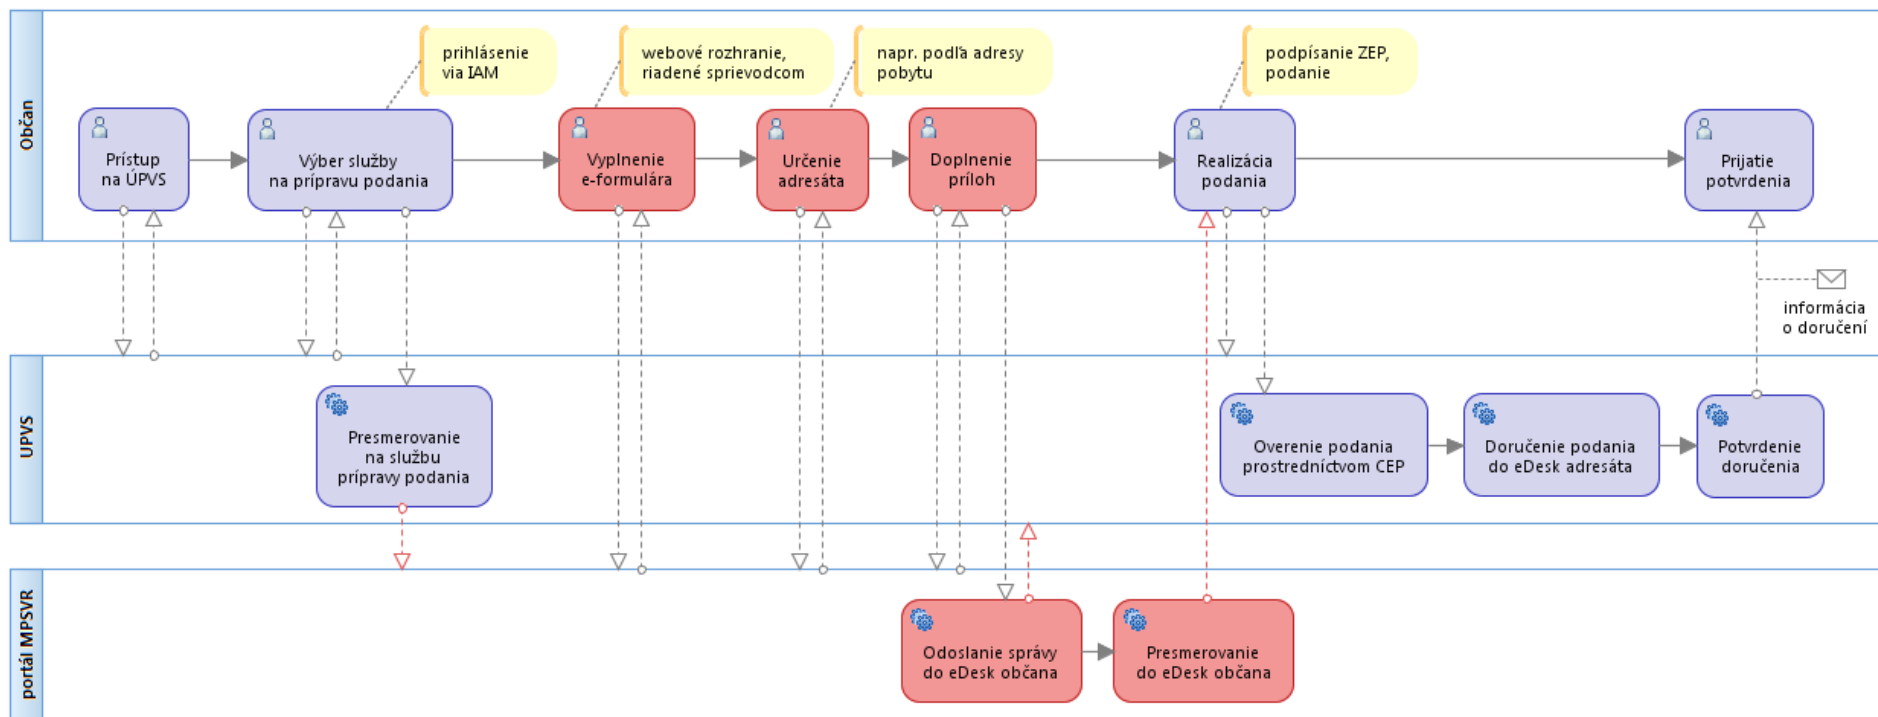 Občan
prihlásenie
via IAM
webové rozhranie,
riadené sprievodcom
napr. podľa adresy
pobytu
podpísanie ZEP,
podanie
Prístup
na ÚPVS
Výber služby
na prípravu podania
Vyplnenie
e-formulára
Určenie
adresáta
Doplnenie
príloh
Realizácia
podania
Prijatie
potvrdenia
informácia
o doručení
UPVS
Presmerovanie
na službu
prípravy podania
Overenie podania
prostredníctvom CEP
Doručenie podania
do eDesk adresáta
Potvrdenie
doručenia
portál MPSVR
Odoslanie správy
do eDesk občana
Presmerovanie
do eDesk občana